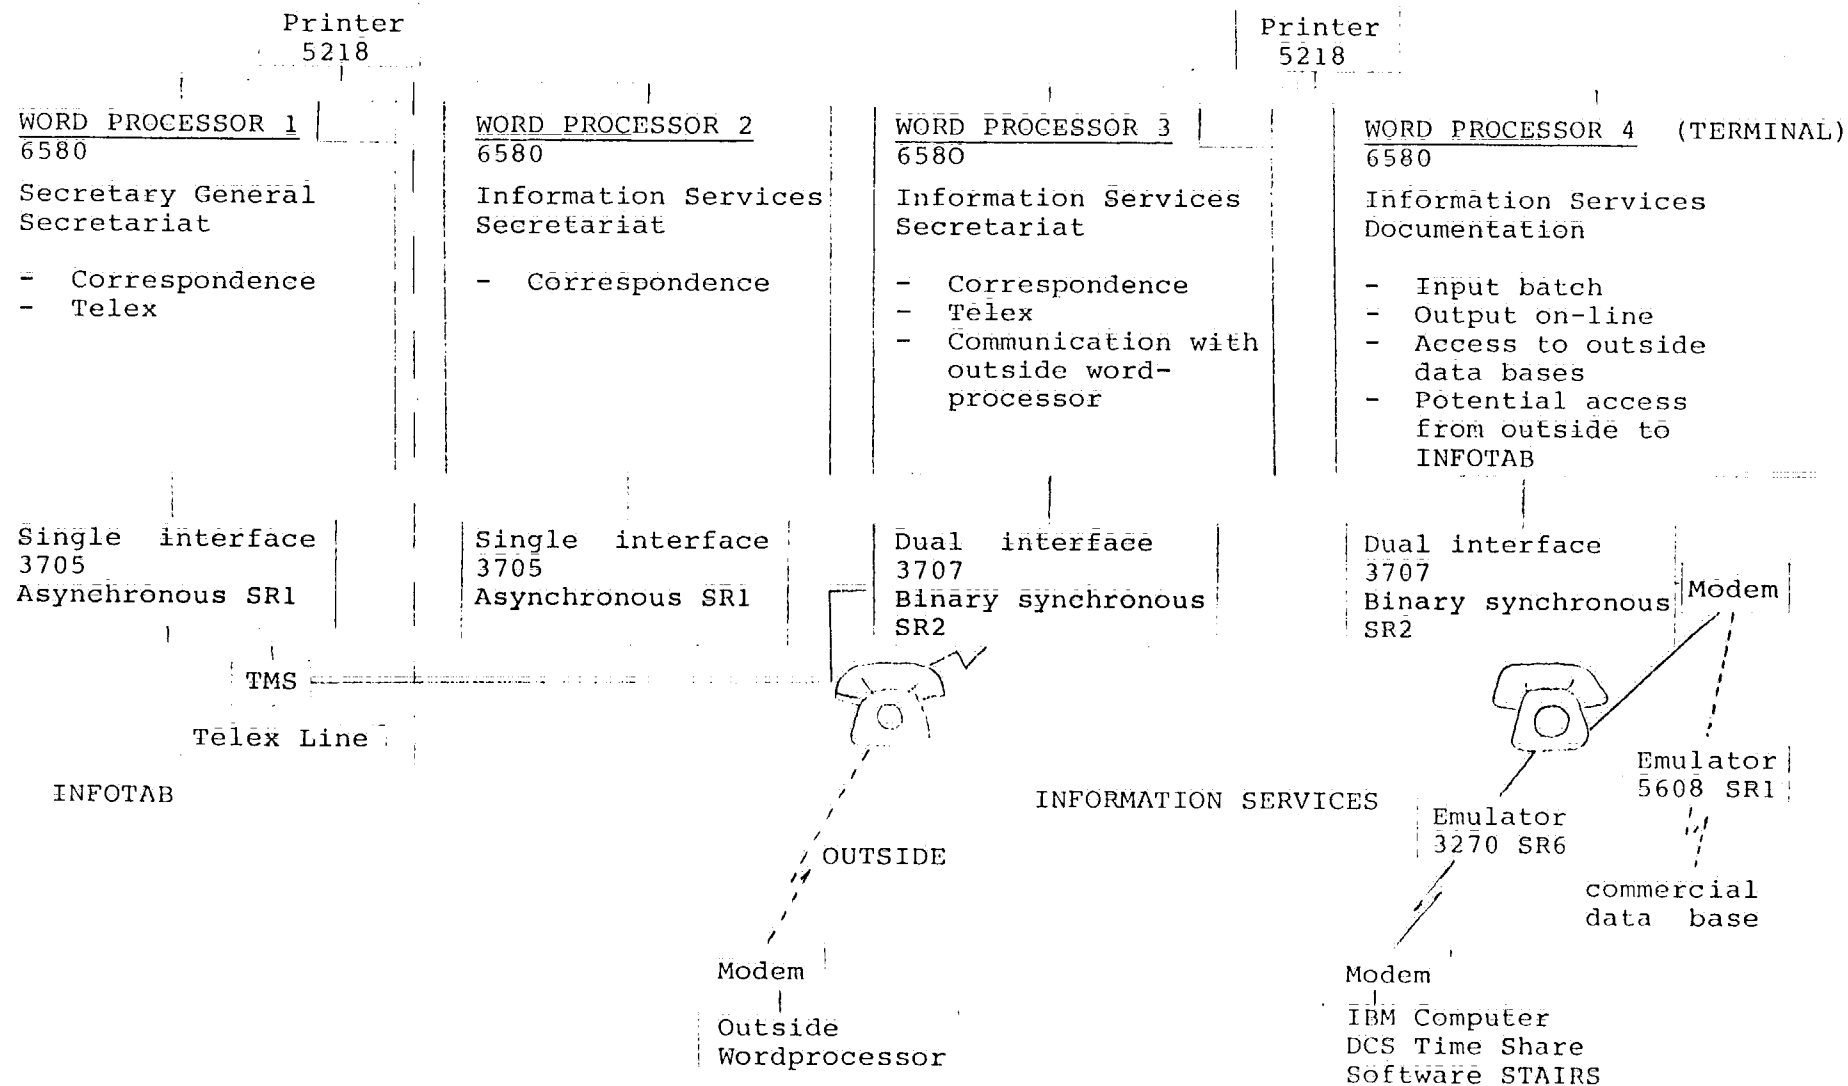 Printer
5218
Printer
5218
WORD PROCESSOR 1
6580
Secretary General
Secretariat
- Correspondence
- Telex
WORD PROCESSOR 2
6580
Information Services
Secretariat
- Correspondence
WORD PROCESSOR 3
6580
Information Services
Secretariat
- Correspondence
- Telex
- Communication with
outside word-
processor
WORD PROCESSOR 4 (TERMINAL)
6580
Information Services
Documentation
- Input batch
- Output on-line
- Access to outside
data bases
- Potential access
from outside to
INFOTAB
Single interface
3705
Asynchronous SR1
Single interface
3705
Asynchronous SR1
Dual interface
3707
Binary synchronous
SR2
Dual interface
3707
Binary synchronous
SR2
Modem
TMS
Telex Line
INFOTAB
INFORMATION SERVICES
Emulator
5608 SR1
Emulator
3270 SR6
OUTSIDE
commercial
data base
Modem
Outside
Wordprocessor
Modem
IBM Computer
DCS Time Share
Software STAIRS